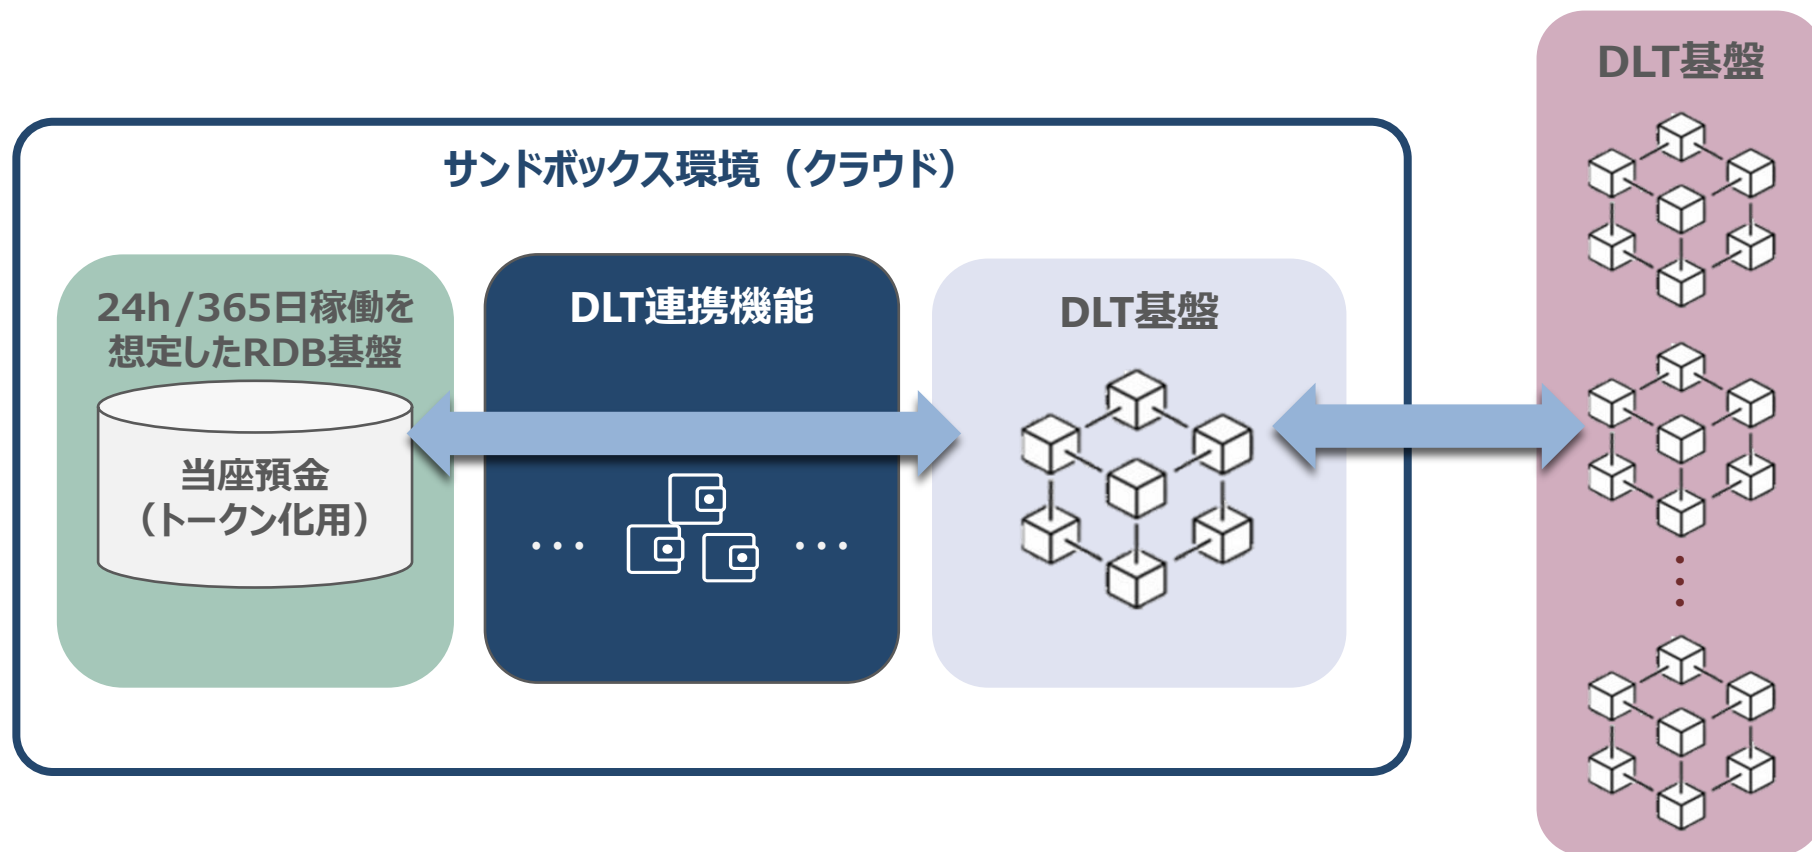 サンドボックス環境（クラウド）
24h/365日稼働を
想定したRDB基盤
当座預金
（トークン化用）
DLT連携機能
・・・
・・・
DLT基盤
DLT基盤